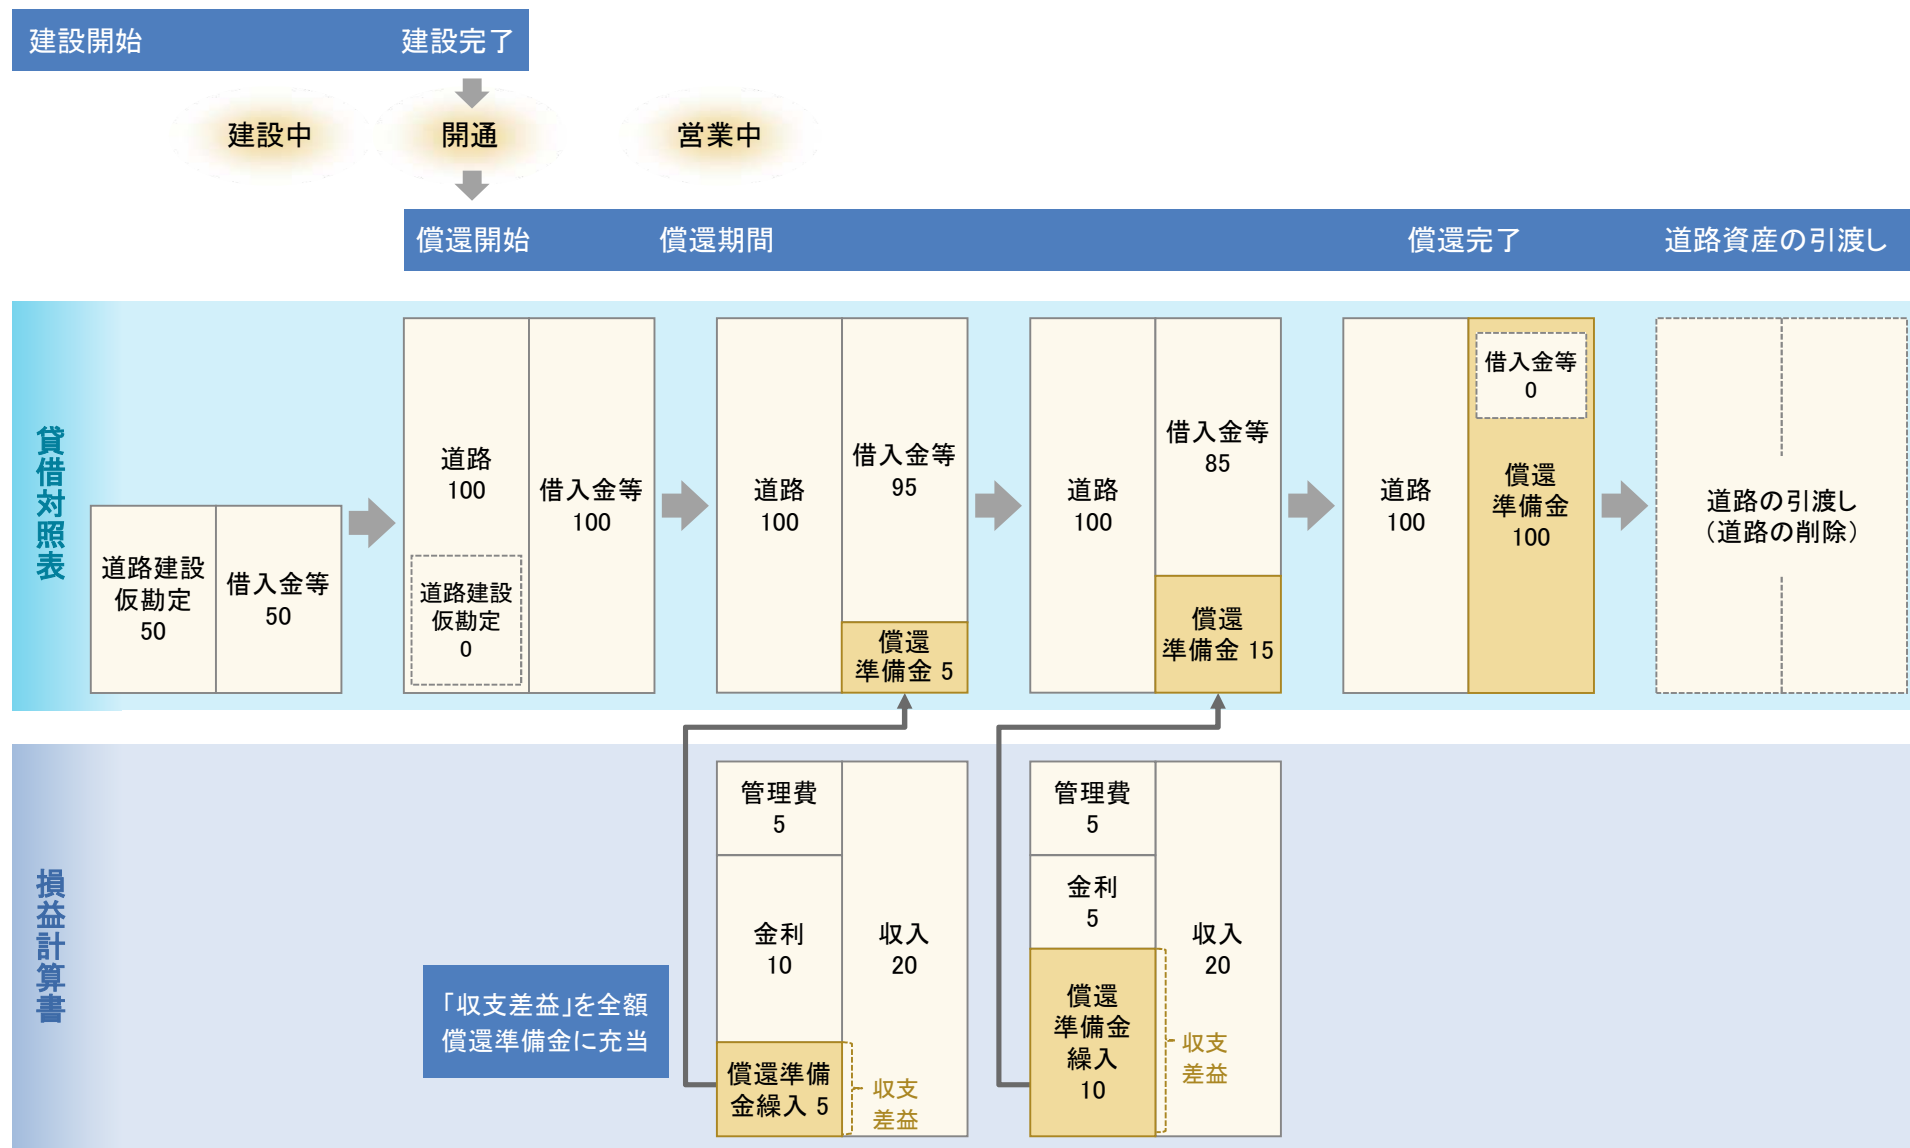 建設開始
建設完了
建設中
開通
営業中
償還開始
償還期間
償還完了
道路資産の引渡し
貸借対照表
道路建設
仮勘定
50
借入金等
50
道路
100
道路建設
仮勘定
0
借入金等
100
道路
100
借入金等
95
償還
準備金 5
道路
100
借入金等
85
償還
準備金 15
道路
100
借入金等
0
償還
準備金
100
道路の引渡し
（道路の削除）
損益計算書
「収支差益」を全額
償還準備金に充当
管理費
5
金利
10
償還準備
金繰入 5
収入
20
収支
差益
管理費
5
金利
5
償還
準備金
繰入
10
収入
20
収支
差益